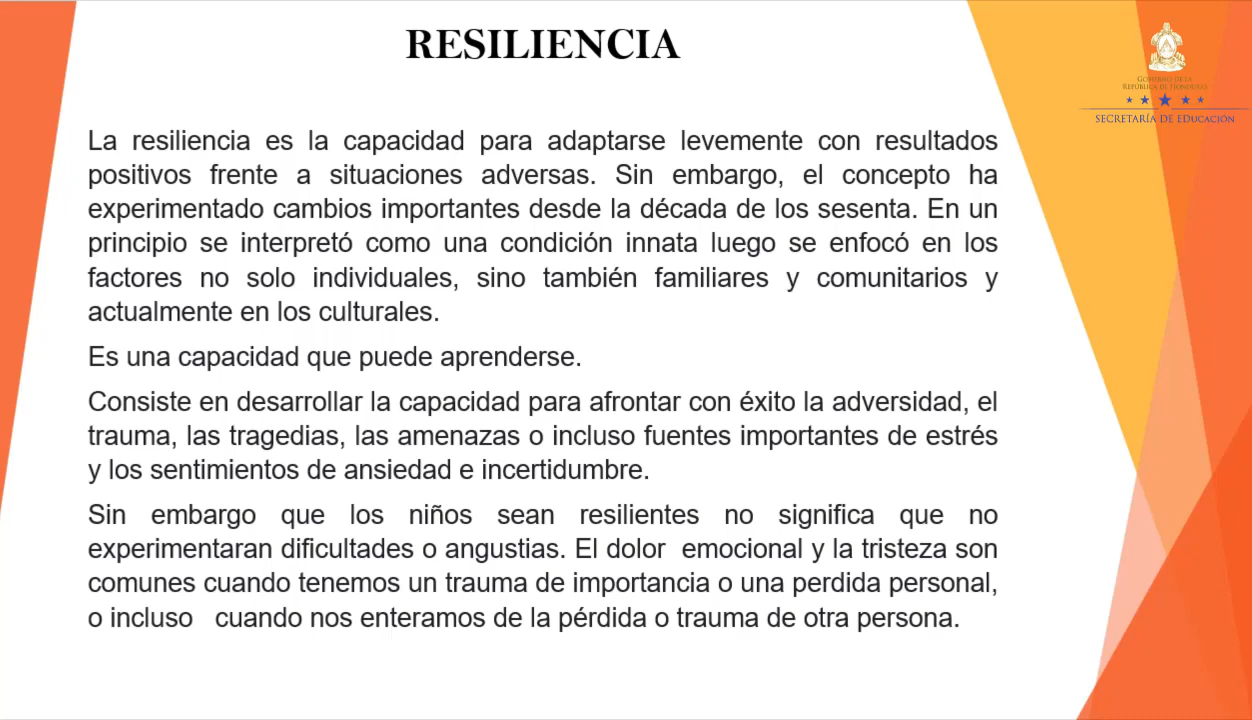 RESILIENCIA
GOBIERNO DE LA
REPÚBLICA DE HONDURAS
SECRETARÍA DE EDUCACIÓN
La resiliencia es la capacidad para adaptarse levemente con resultados
positivos frente a situaciones adversas. Sin embargo, el concepto ha
experimentado cambios importantes desde la década de los sesenta. En un
principio se interpretó como una condición innata luego se enfocó en los
factores no solo individuales, sino también familiares y comunitarios y
actualmente en los culturales.
Es una capacidad que puede aprenderse.
Consiste en desarrollar la capacidad para afrontar con éxito la adversidad, el
trauma, las tragedias, las amenazas o incluso fuentes importantes de estrés
y los sentimientos de ansiedad e incertidumbre.
Sin embargo que los niños sean resilientes no significa que no
experimentaran dificultades o angustias. El dolor emocional y la tristeza son
comunes cuando tenemos un trauma de importancia o una perdida personal,
o incluso cuando nos enteramos de la pérdida o trauma de otra persona.